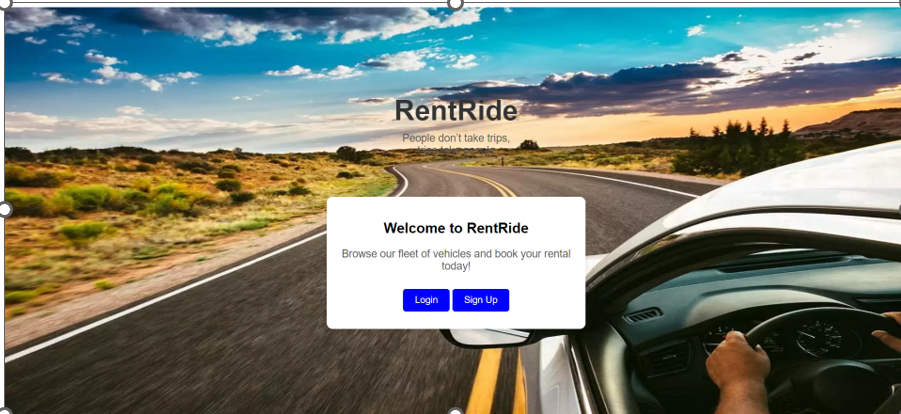 RentRide
People don't take trips,
Welcome to RentRide
Browse our fleet of vehicles and book your rental
today!
Login
Sign Up